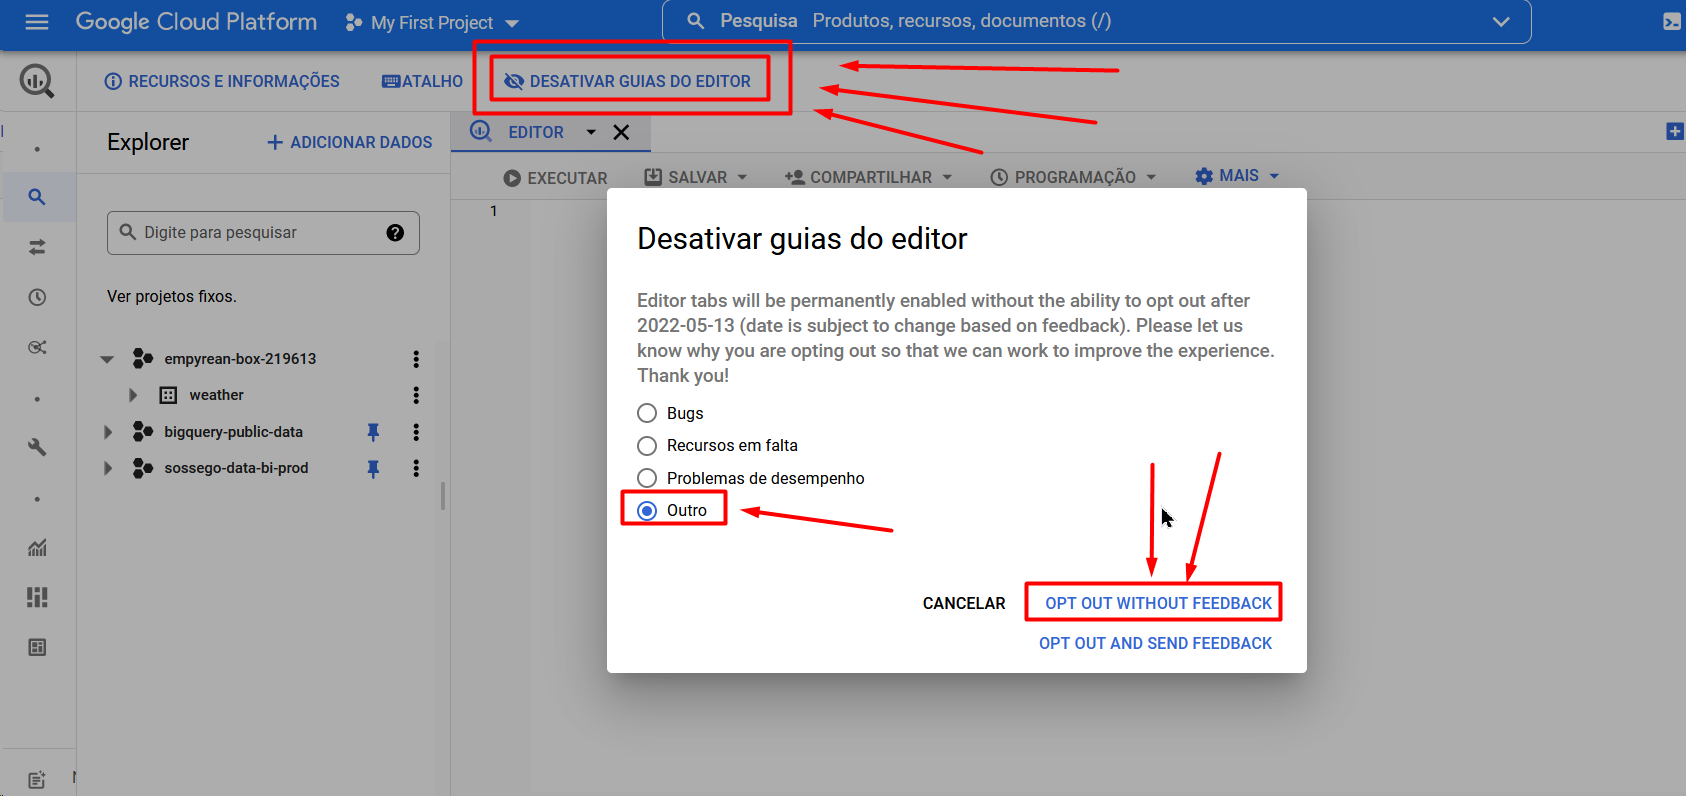 Google Cloud Platform
My First Project
Pesquisa Produtos, recursos, documentos (/)
RECURSOS E INFORMAÇÕES
ATALHO
DESATIVAR GUIAS DO EDITOR
Explorer
+ ADICIONAR DADOS
EDITOR
EXECUTAR
SALVAR
COMPARTILHAR
PROGRAMAÇÃO
MAIS
1
Digite para pesquisar
Ver projetos fixos.
empyrean-box-219613
weather
bigquery-public-data
sossego-data-bi-prod
Desativar guias do editor
Editor tabs will be permanently enabled without the ability to opt out after
2022-05-13 (date is subject to change based on feedback). Please let us
know why you are opting out so that we can work to improve the experience.
Thank you!
Bugs
Recursos em falta
Problemas de desempenho
Outro
CANCELAR
OPT OUT WITHOUT FEEDBACK
OPT OUT AND SEND FEEDBACK